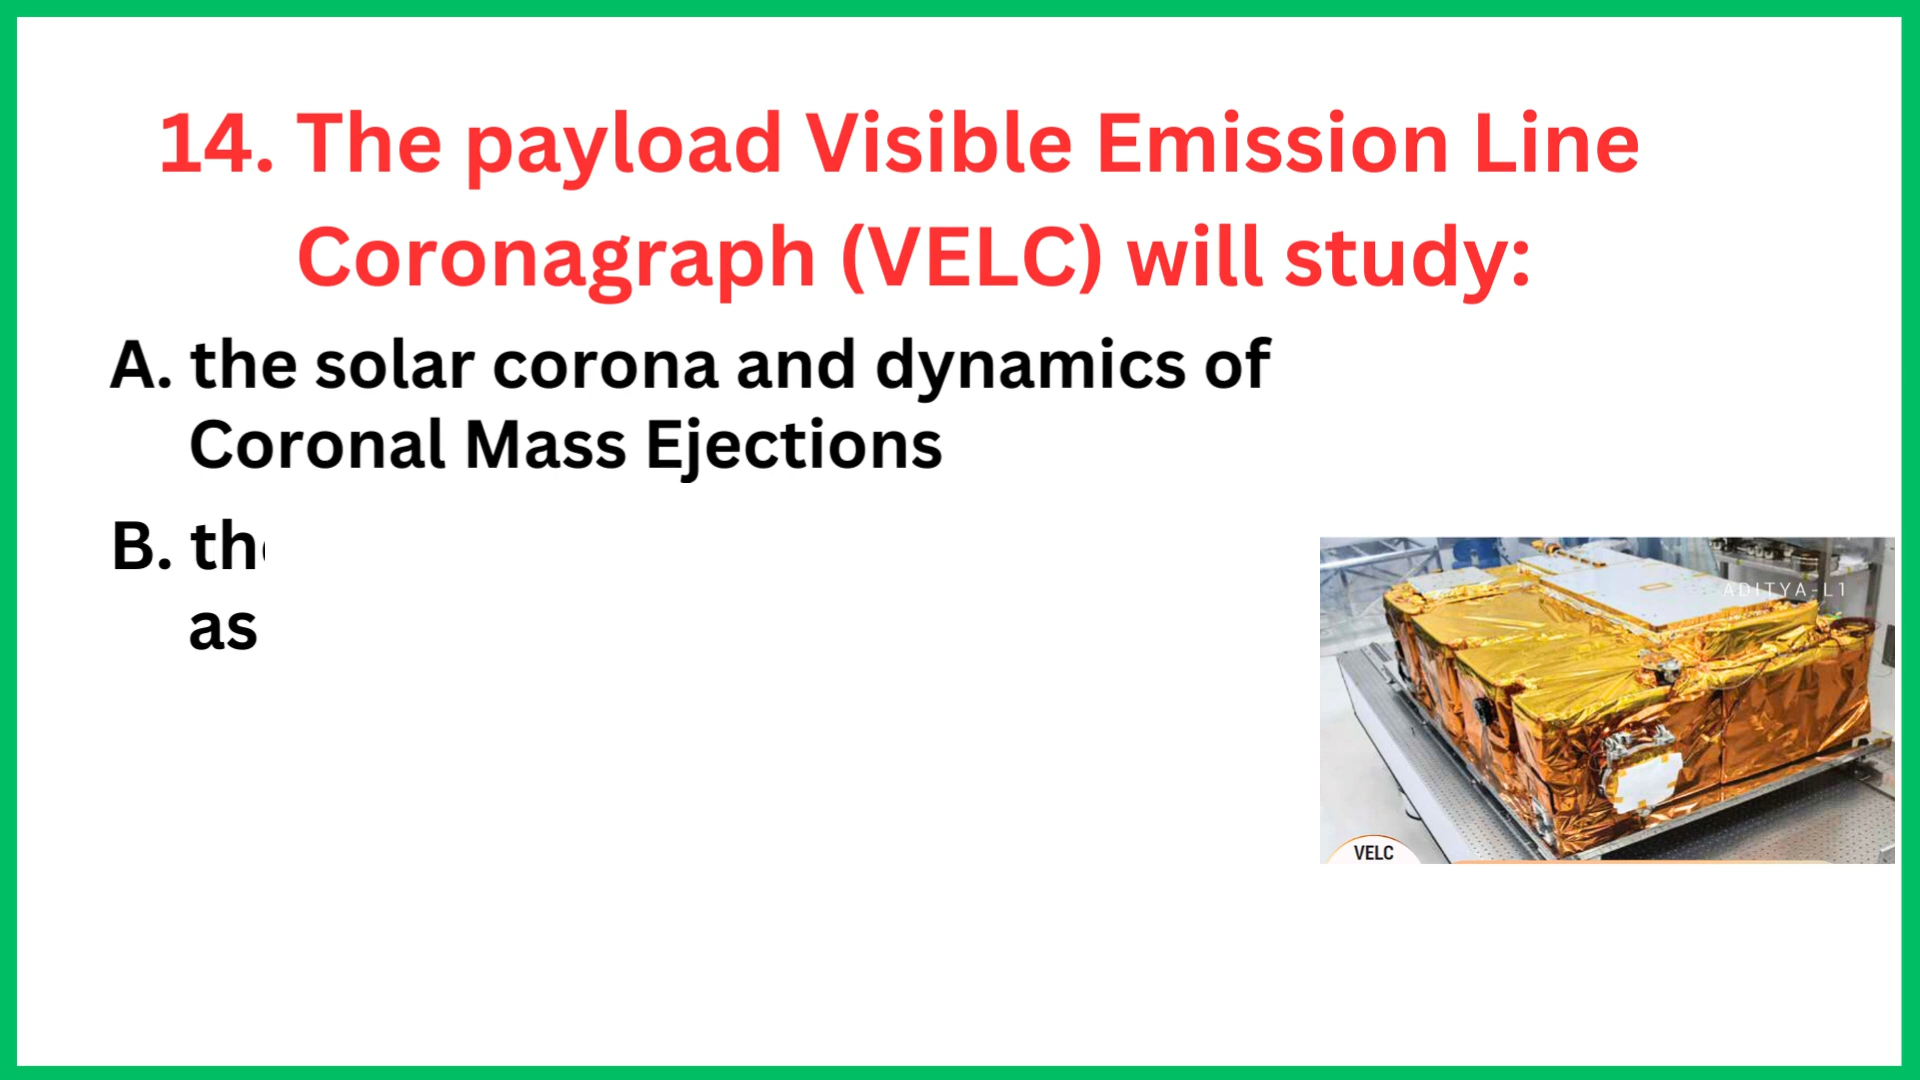 14. The payload Visible Emission Line
Coronagraph (VELC) will study:
A. the solar corona and dynamics of
Coronal Mass Ejections
B.
as
ADITYA-L1
VELC